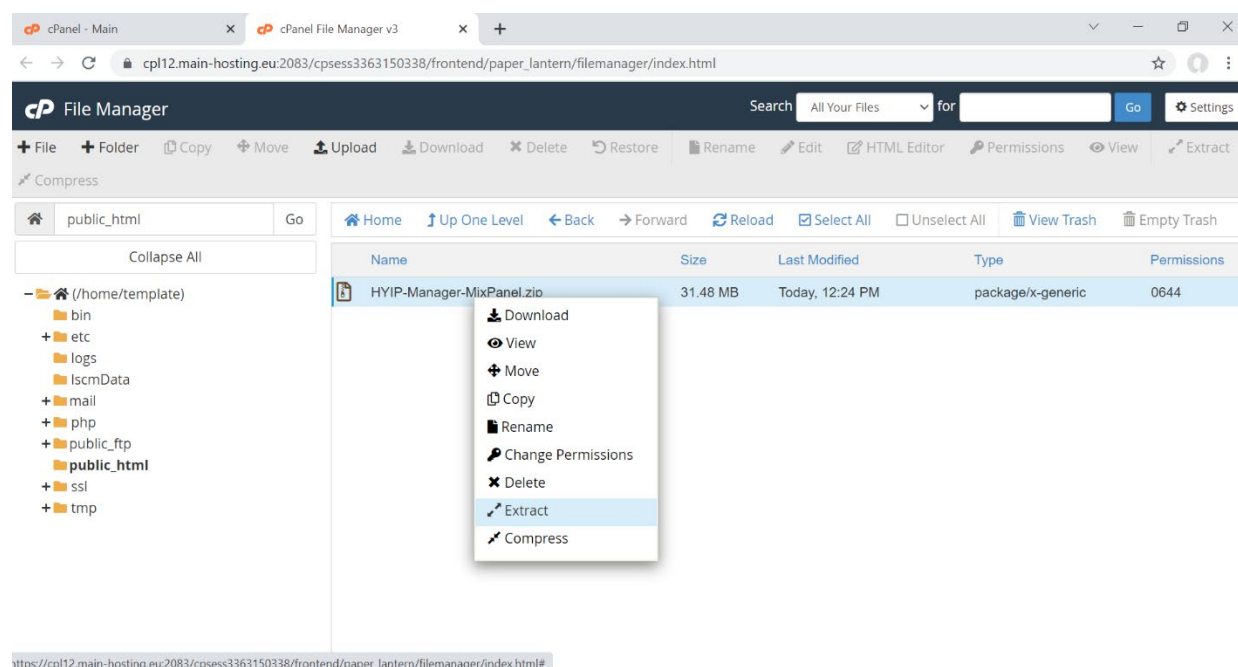 cPanel - Main
cPanel File Manager v3
cpl12.main-hosting.eu:2083/cpsess3363150338/frontend/paper_lantern/filemanager/index.html
cP File Manager
Search All Your Files for Go Settings
File Folder Copy Move Upload Download Delete Restore Rename Edit HTML Editor Permissions View Extract
Compress
public_html Go
Home Up One Level Back Forward Reload Select All Unselect All View Trash Empty Trash
Collapse All
Name Size Last Modified Type Permissions
HYIP-Manager-MixPanel.zip 31.48 MB Today, 12:24 PM package/x-generic 0644
(/home/template)
bin
etc
logs
lscmData
mail
php
public_ftp
public_html
ssl
tmp
Download
View
Move
Copy
Rename
Change Permissions
Delete
Extract
Compress
https://cpl12.main-hosting.eu:2083/cpsess3363150338/frontend/paper_lantern/filemanager/index.html#